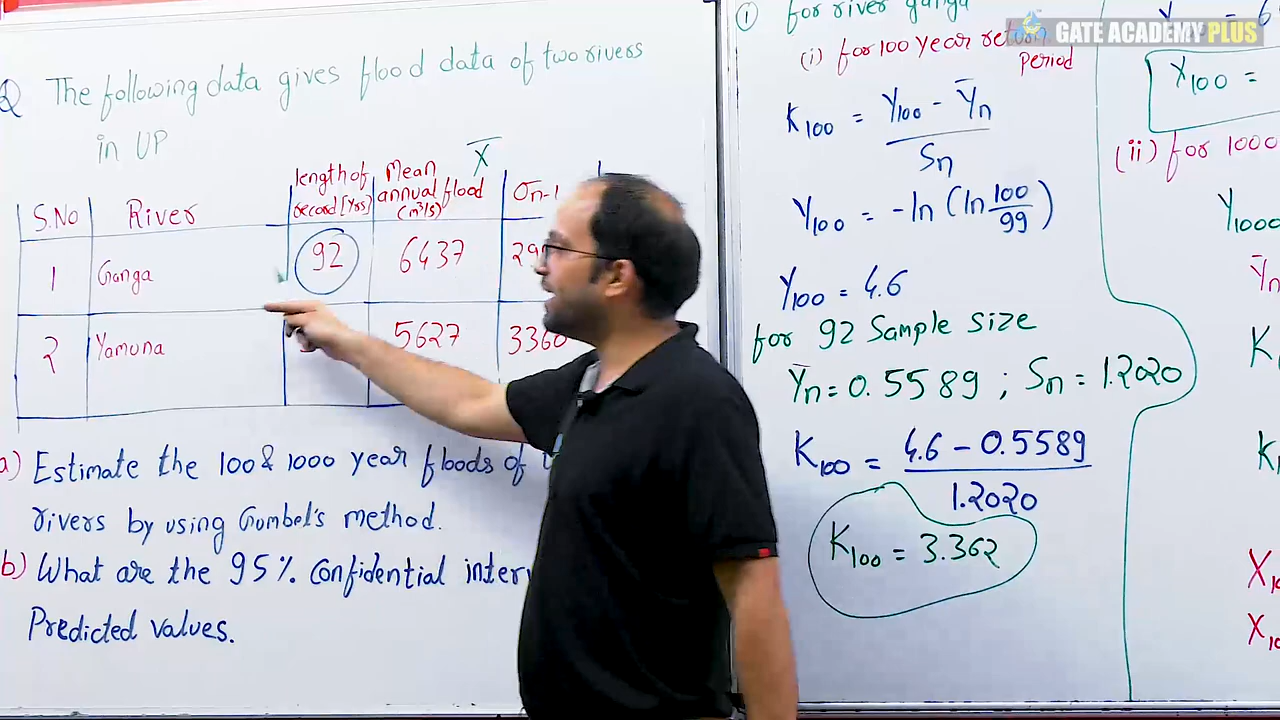 GATE ACADEMY PLUS
Q The following data gives flood data of two rivers
in UP
S.No River length of record [Yrs] Mean annual flood (m³/s) X̅ σn-1
1 Ganga 92 6437
2 Yamuna 5627 3360
a) Estimate the 100 & 1000 year floods of
rivers by using Gumbel's method.
b) What are the 95% Confidential
Predicted values.
① for river ganga
(i) for 100 year return
Period
K100 = Y100 - Y̅n / Sn
Y100 = -ln (ln 100/99)
Y100 = 4.6
for 92 Sample size
Y̅n = 0.5589 ; Sn = 1.2020
K100 = 4.6 - 0.5589 / 1.2020
K100 = 3.362
X100 =
(ii) for 1000
Y1000
Y̅n